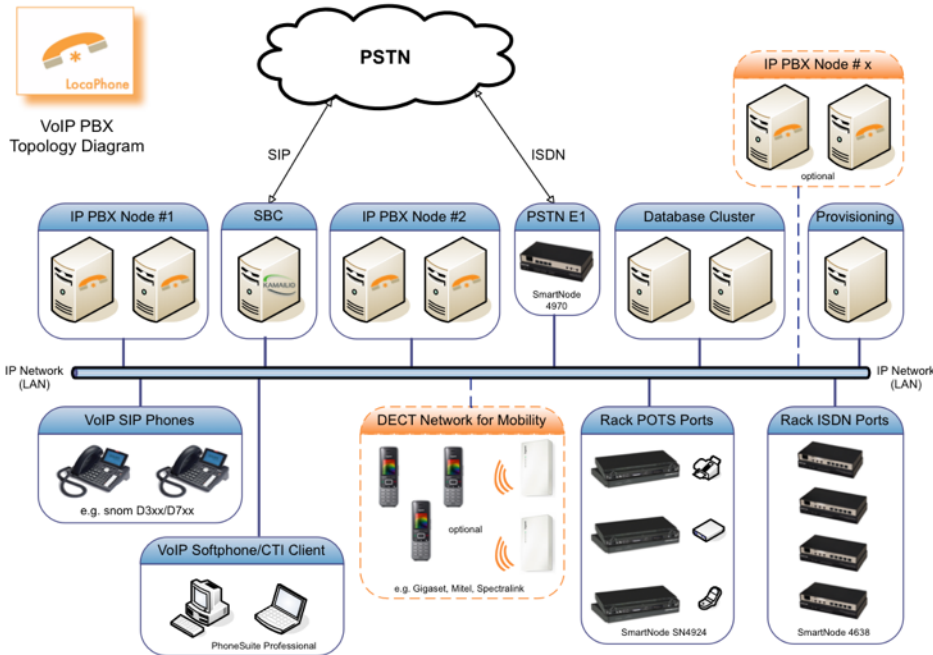 LocaPhone
VoIP PBX
Topology Diagram
PSTN
SIP
ISDN
IP PBX Node # x
optional
IP PBX Node #1
SBC
KAMAILIO
IP PBX Node #2
PSTN E1
SmartNode
4970
Database Cluster
Provisioning
IP Network
(LAN)
IP Network
(LAN)
VoIP SIP Phones
e.g. snom D3xx/D7xx
VoIP Softphone/CTI Client
PhoneSuite Professional
DECT Network for Mobility
optional
e.g. Gigaset, Mitel, Spectralink
Rack POTS Ports
SmartNode SN4924
Rack ISDN Ports
SmartNode 4638